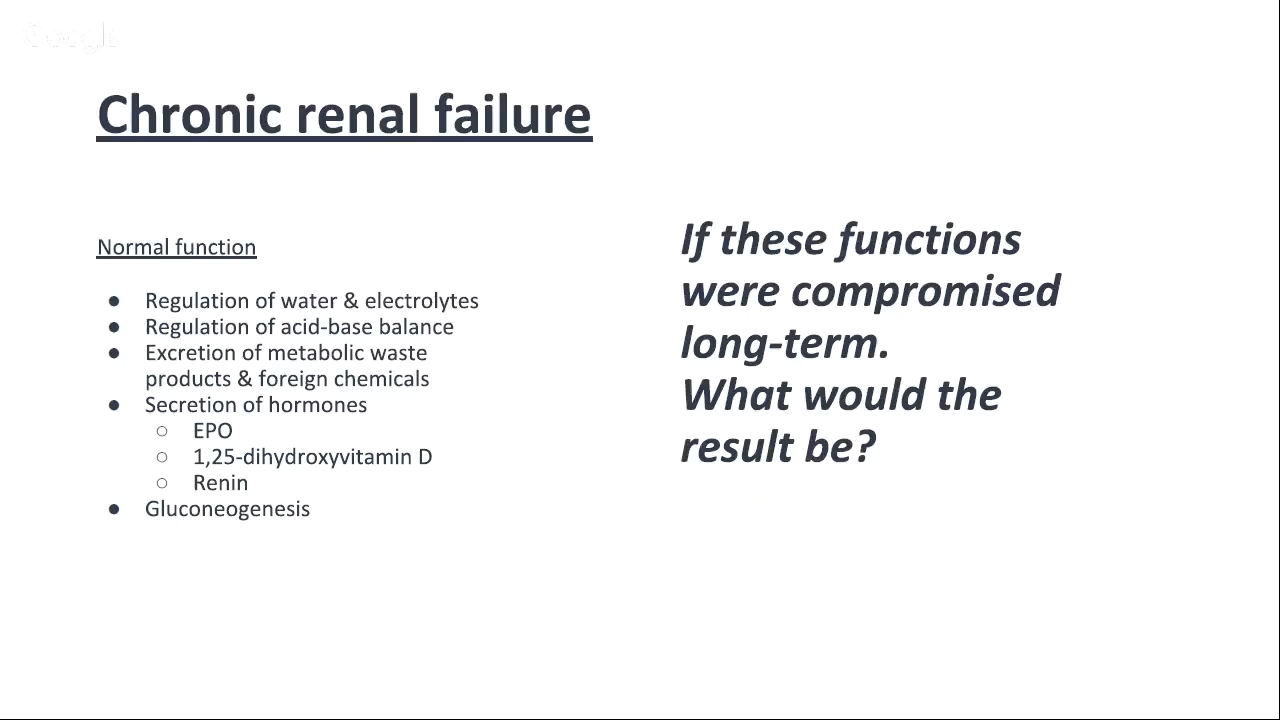 Chronic renal failure
Normal function
● Regulation of water & electrolytes
● Regulation of acid-base balance
● Excretion of metabolic waste
products & foreign chemicals
● Secretion of hormones
○ EPO
○ 1,25-dihydroxyvitamin D
○ Renin
● Gluconeogenesis
If these functions
were compromised
long-term.
What would the
result be?